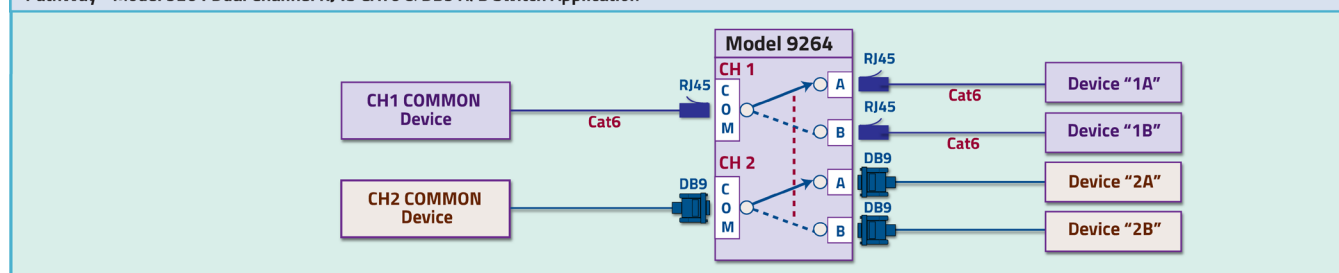 Model 9264
CH 1
RJ45
RJ45
CH1 COMMON
Device
Cat6
C
O
M
A
B
Cat6
Device “1A”
RJ45
Cat6
Device “1B”
CH 2
DB9
DB9
CH2 COMMON
Device
C
O
M
A
B
Device “2A”
DB9
Device “2B”